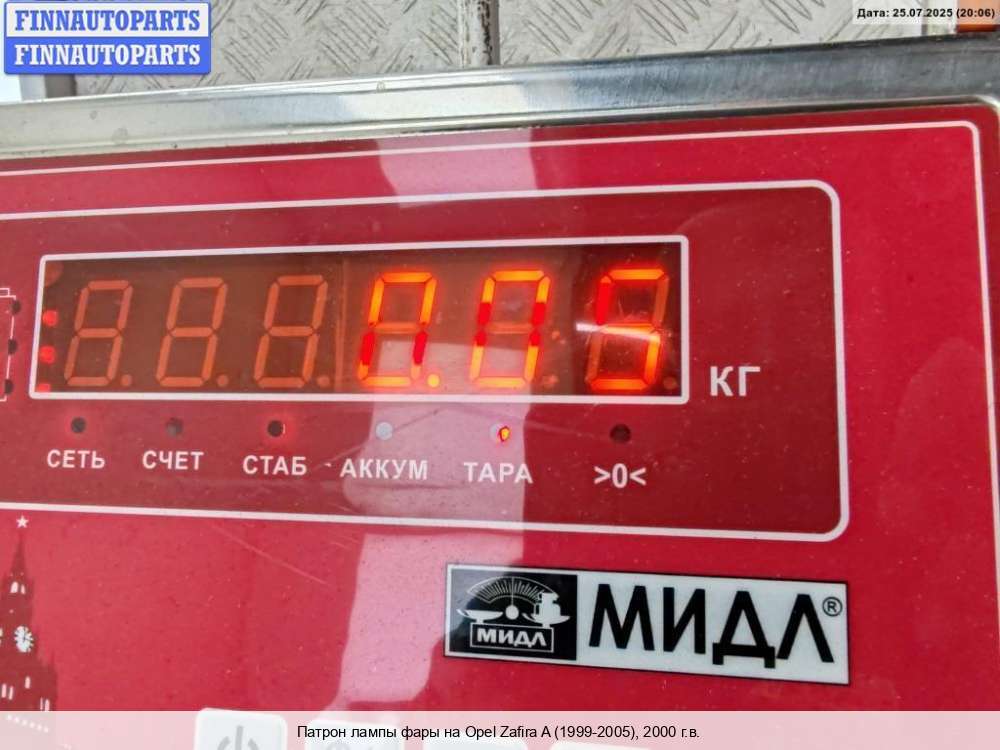 FINNAUTOPARTS
FINNAUTOPARTS
Дата: 25.07.2025 (20:06)
0.05
КГ
СЕТЬ СЧЕТ СТАБ АККУМ ТАРА >0<
МИДЛ
МИДЛ®
Патрон лампы фары на Opel Zafira A (1999-2005), 2000 г.в.